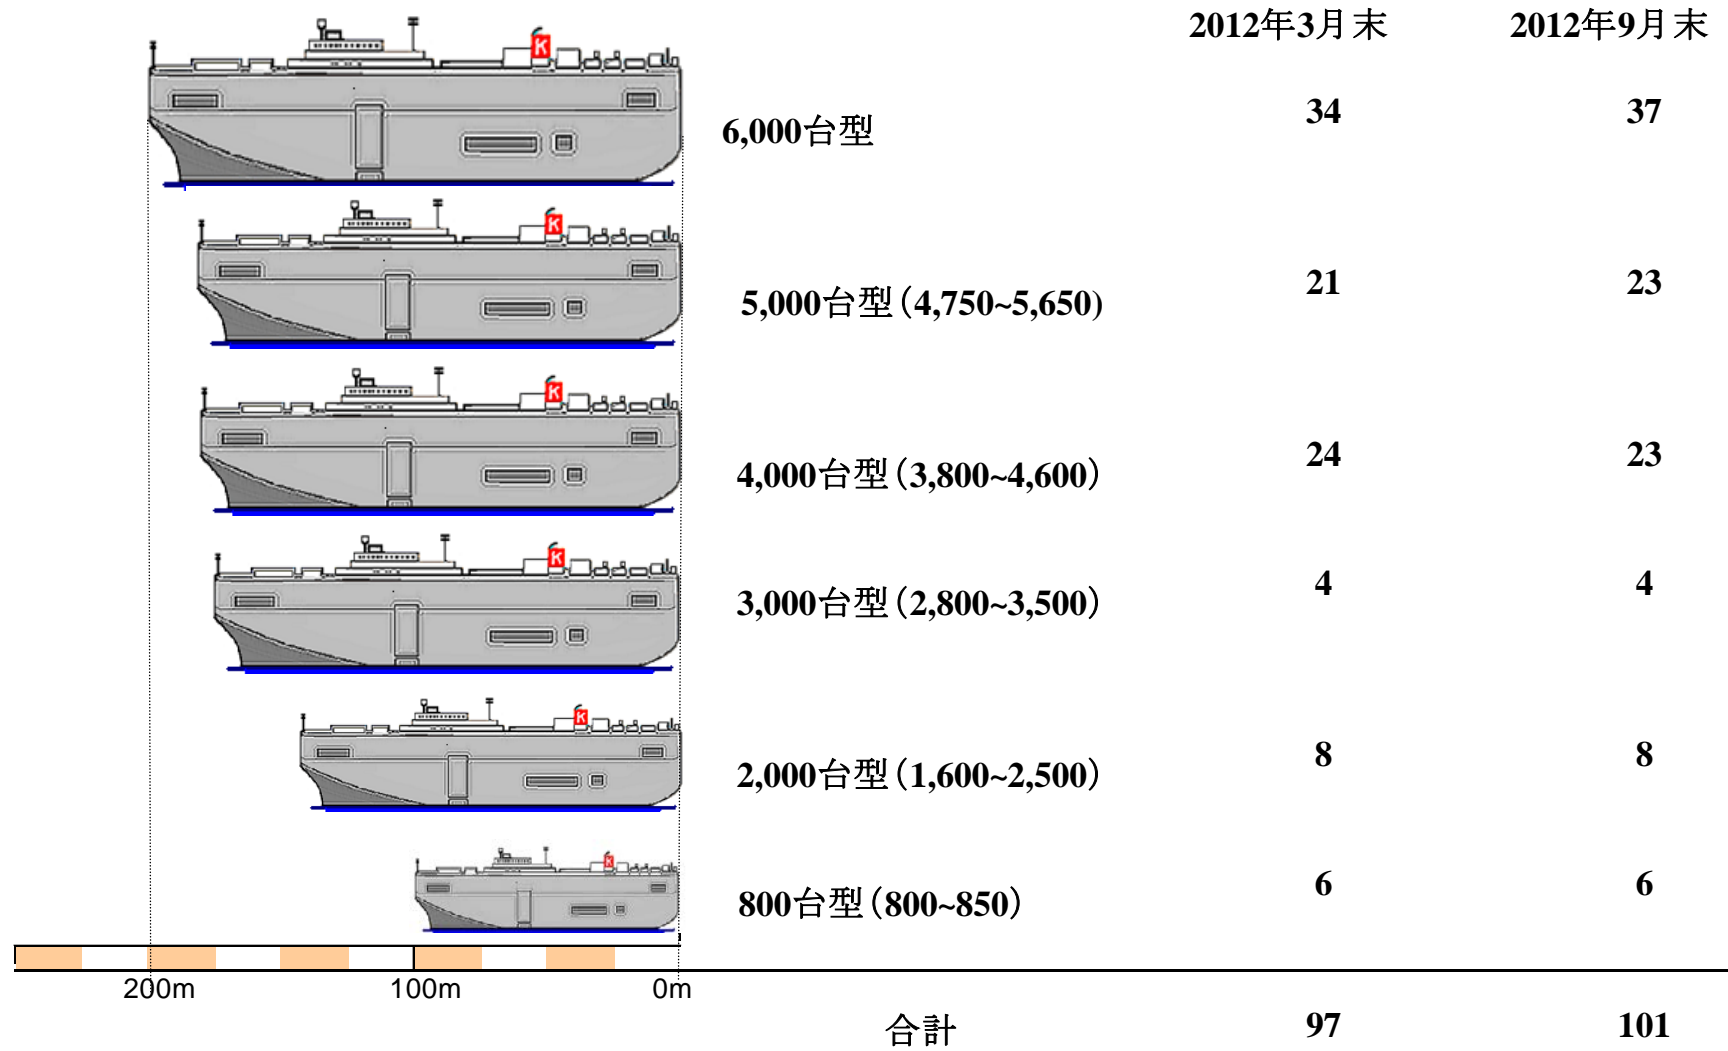 2012年3月末 2012年9月末
K
6,000台型 34 37
K
5,000台型（4,750~5,650) 21 23
K
4,000台型（3,800~4,600） 24 23
K
3,000台型（2,800~3,500） 4 4
K
2,000台型（1,600~2,500） 8 8
K
800台型（800~850） 6 6
200m 100m 0m
合計 97 101